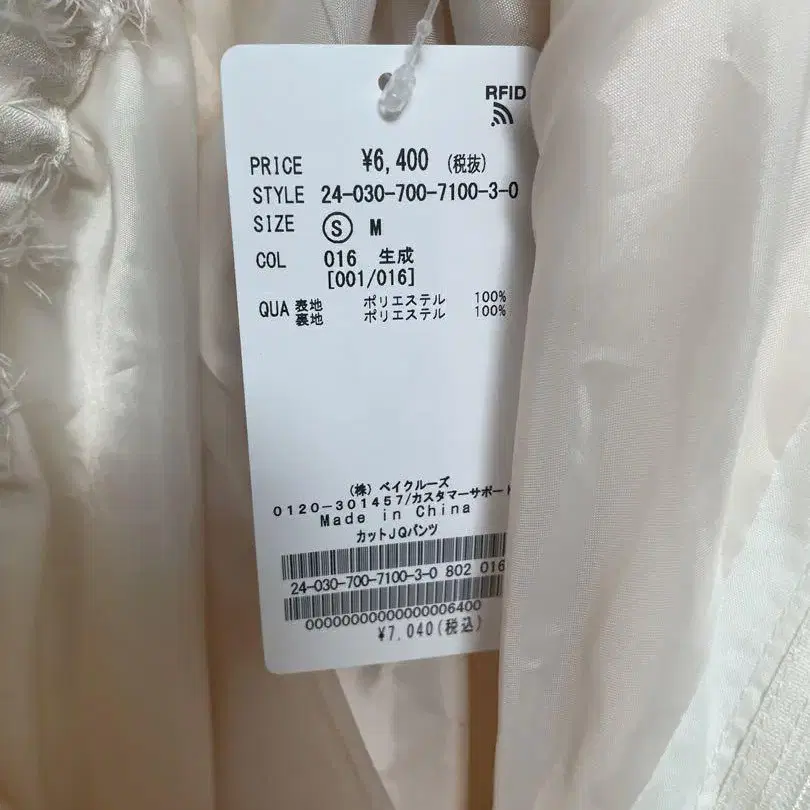 RFID
PRICE ¥6,400 (税抜)
STYLE 24-030-700-7100-3-0
SIZE Ⓢ M
COL 016 生成
[001/016]
QUA 表地 ポリエステル 100%
裏地 ポリエステル 100%
(株) ベイクルーズ
0120-301457/カスタマーサポート
Made in China
カットJQパンツ
24-030-700-7100-3-0 802 016
00000000000000006400
¥7,040(税込)